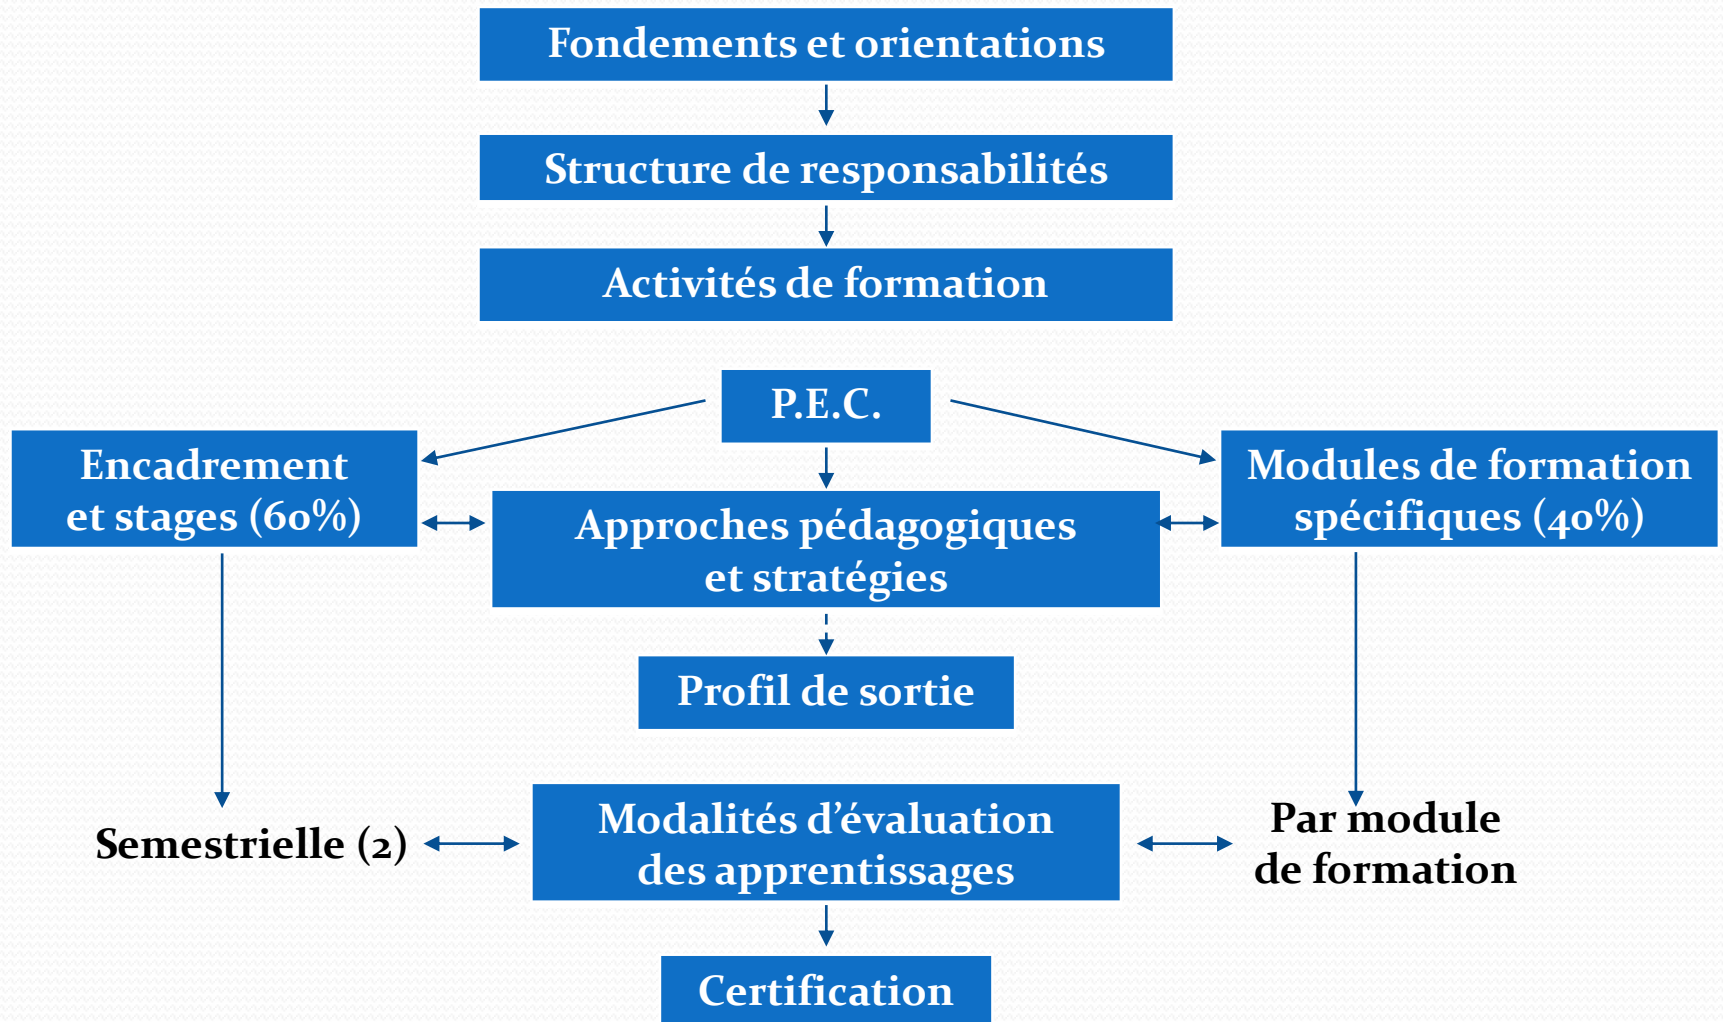 Fondements et orientations
Structure de responsabilités
Activités de formation
P.E.C.
Encadrement
et stages (60%)
Approches pédagogiques
et stratégies
Modules de formation
spécifiques (40%)
Profil de sortie
Semestrielle (2)
Modalités d’évaluation
des apprentissages
Par module
de formation
Certification